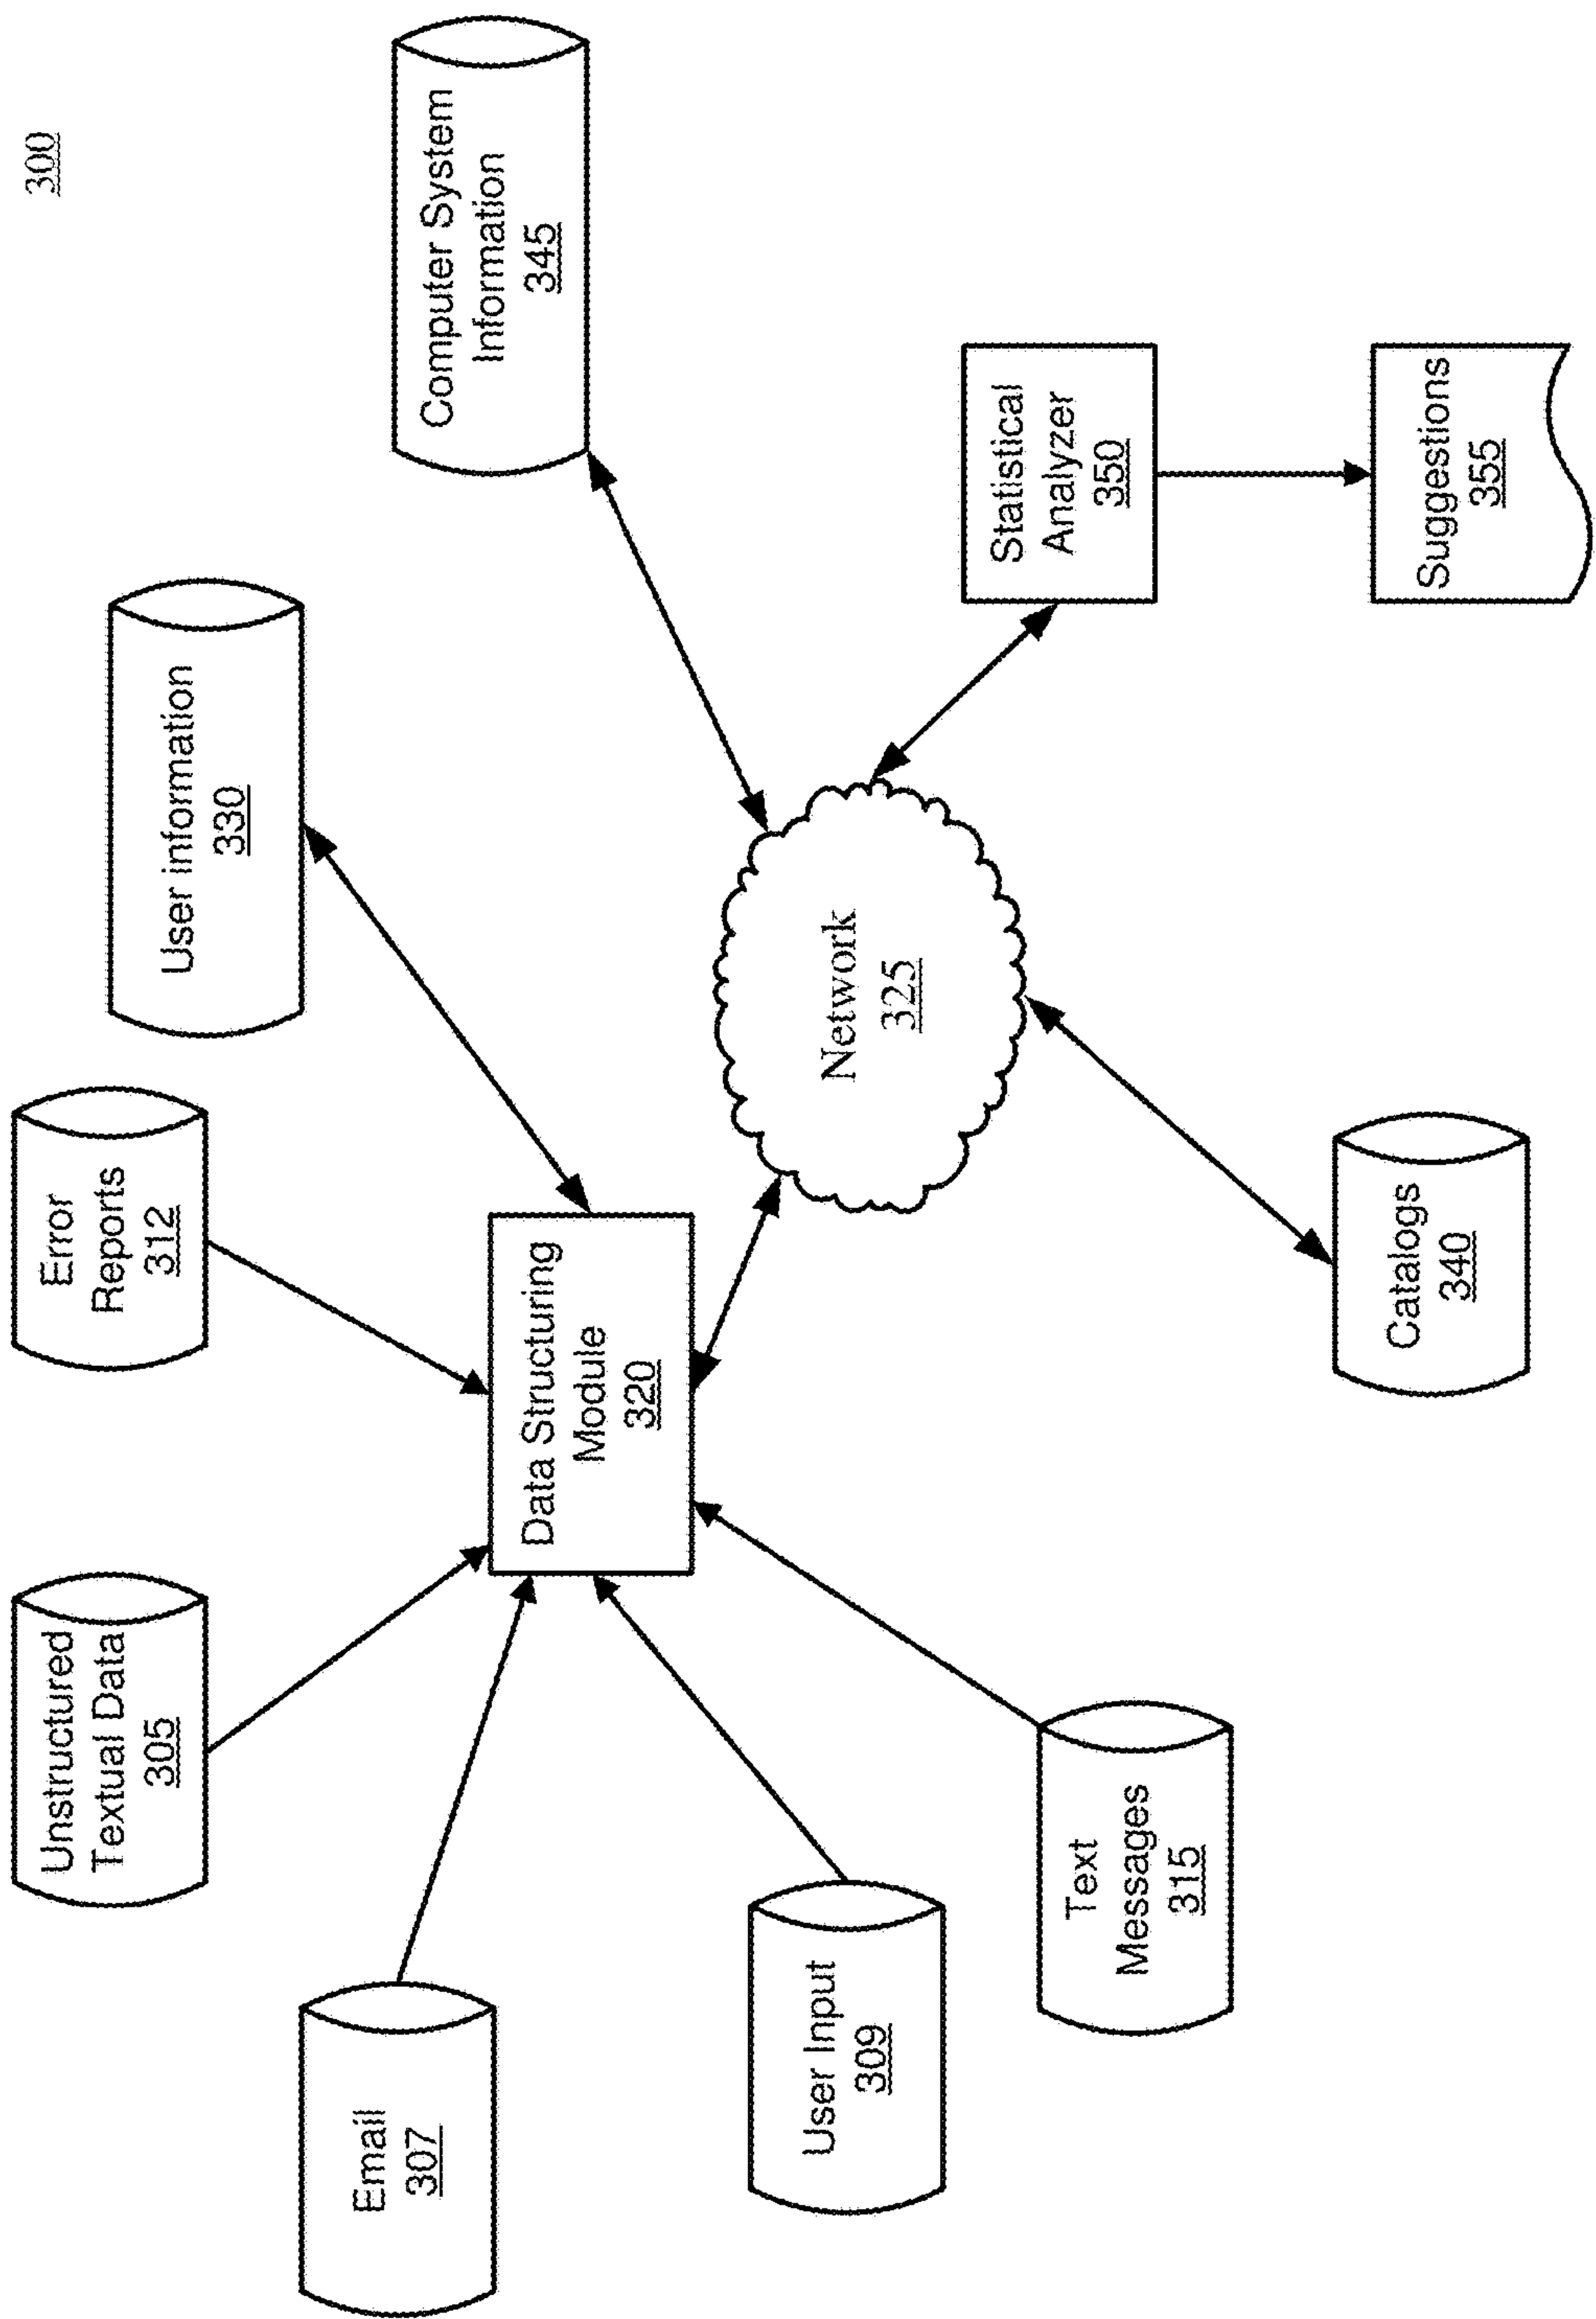 300
Unstructured
Textual Data
305
Error
Reports
312
User information
330
Computer System
Information
345
Email
307
Data Structuring
Module
320
User Input
309
Network
325
Statistical
Analyzer
350
Text
Messages
315
Catalogs
340
Suggestions
355